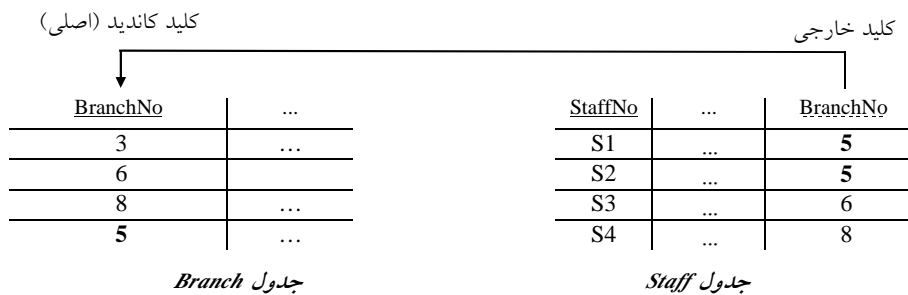 کلید کاندید (اصلی)
کلید خارجی
BranchNo ...
3 ...
6
8 ...
5 ...
جدول Branch
StaffNo ... BranchNo
S1 ... 5
S2 ... 5
S3 ... 6
S4 ... 8
جدول Staff